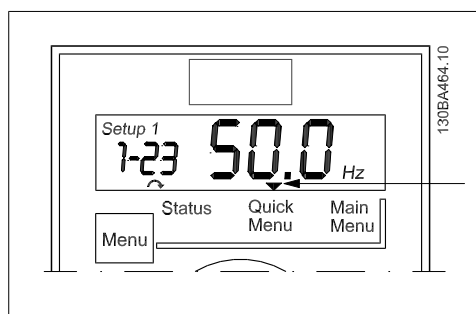 130BA464.10
Setup 1
1-23 50.0 Hz
Status Quick Menu Main Menu
Menu